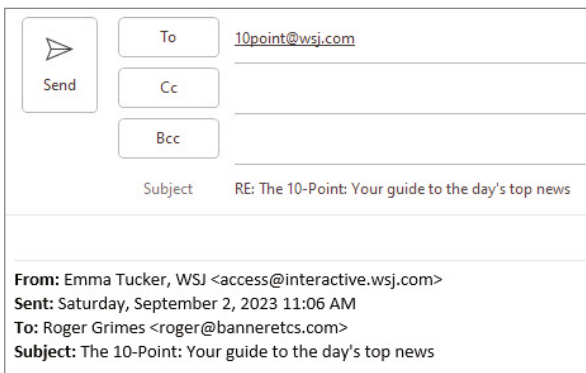 To
10point@wsj.com
Send
Cc
Bcc
Subject RE: The 10-Point: Your guide to the day's top news
From: Emma Tucker, WSJ <access@interactive.wsj.com>
Sent: Saturday, September 2, 2023 11:06 AM
To: Roger Grimes <roger@banneretcs.com>
Subject: The 10-Point: Your guide to the day's top news